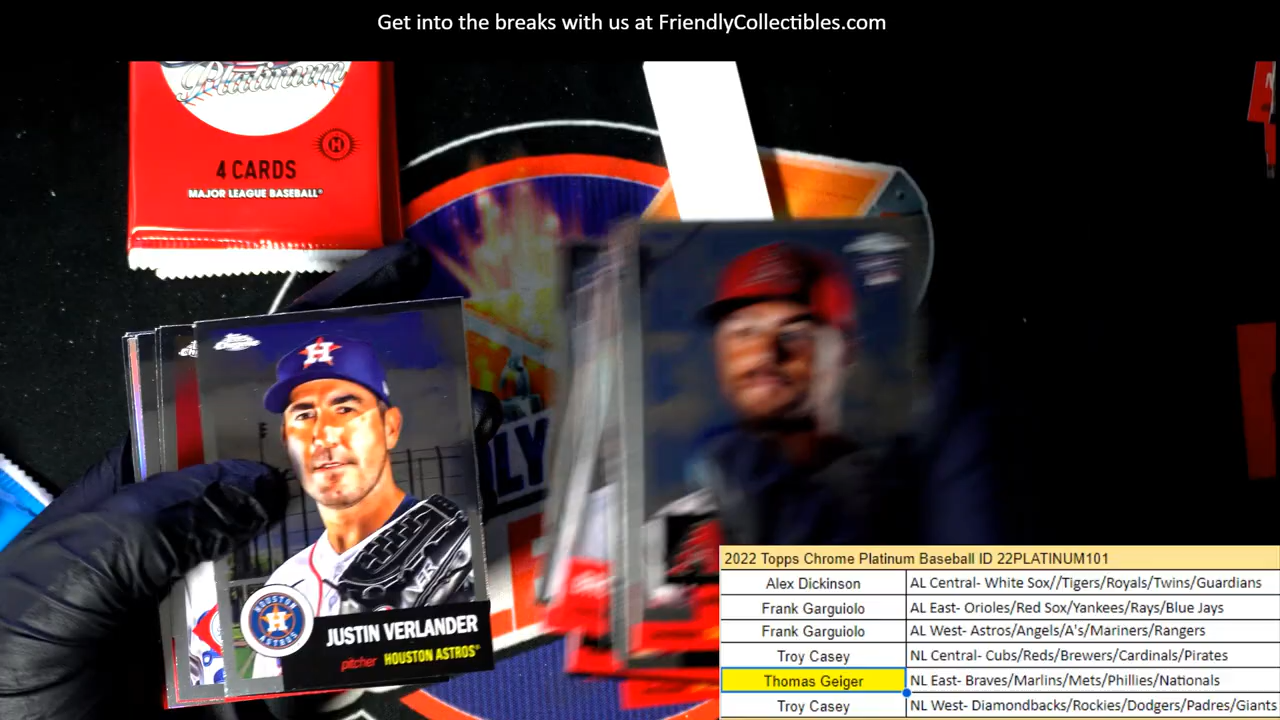 Get into the breaks with us at FriendlyCollectibles.com
Platinum
4 CARDS
MAJOR LEAGUE BASEBALL®
H
H
LY
HOUSTON
ASTROS
JUSTIN VERLANDER
pitcher HOUSTON ASTROS®
2022 Topps Chrome Platinum Baseball ID 22PLATINUM101
Alex Dickinson AL Central- White Sox//Tigers/Royals/Twins/Guardians
Frank Garguiolo AL East- Orioles/Red Sox/Yankees/Rays/Blue Jays
Frank Garguiolo AL West- Astros/Angels/A's/Mariners/Rangers
Troy Casey NL Central- Cubs/Reds/Brewers/Cardinals/Pirates
Thomas Geiger NL East- Braves/Marlins/Mets/Phillies/Nationals
Troy Casey NL West- Diamondbacks/Rockies/Dodgers/Padres/Giants